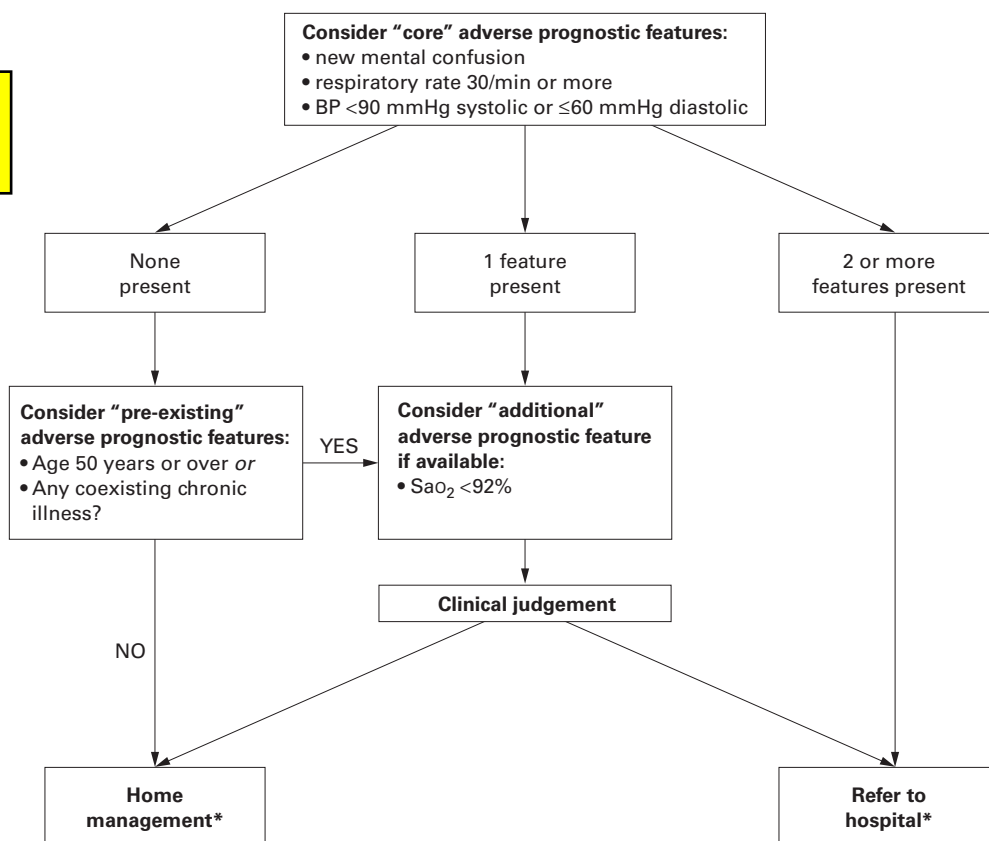 Consider “core” adverse prognostic features:
• new mental confusion
• respiratory rate 30/min or more
• BP <90 mmHg systolic or ≤60 mmHg diastolic
None
present
1 feature
present
2 or more
features present
Consider “pre-existing”
adverse prognostic features:
• Age 50 years or over or
• Any coexisting chronic
illness?
YES
Consider “additional”
adverse prognostic feature
if available:
• SaO₂ <92%
Clinical judgement
NO
Home
management*
Refer to
hospital*